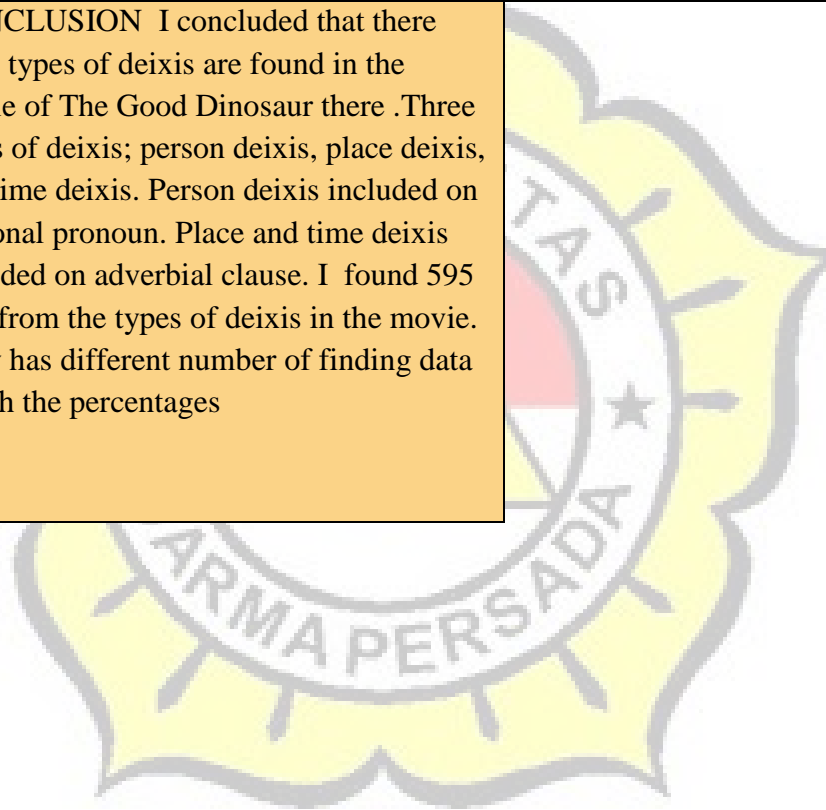 NCLUSION I concluded that there
types of deixis are found in the
e of The Good Dinosaur there .Three
s of deixis; person deixis, place deixis,
ime deixis. Person deixis included on
onal pronoun. Place and time deixis
ded on adverbial clause. I found 595
from the types of deixis in the movie.
has different number of finding data
h the percentages
TAS
ARMA PERSADA